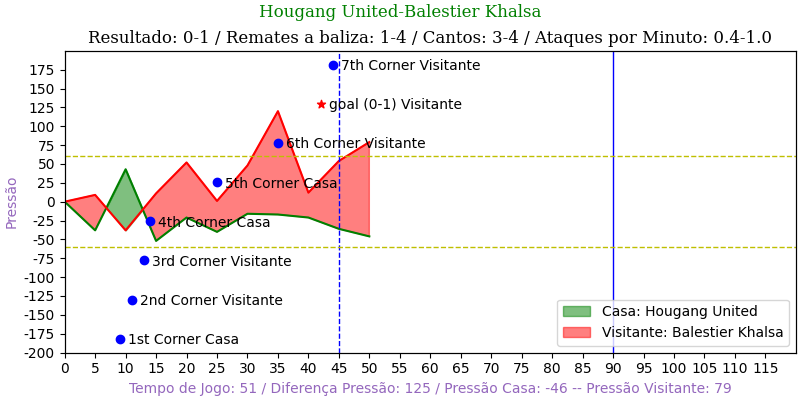 Hougang United-Balestier Khalsa
Resultado: 0-1 / Remates a baliza: 1-4 / Cantos: 3-4 / Ataques por Minuto: 0.4-1.0
175
150
125
100
75
50
25
0
-25
-50
-75
-100
-125
-150
-175
-200
Pressão
7th Corner Visitante
goal (0-1) Visitante
6th Corner Visitante
5th Corner Casa
4th Corner Casa
3rd Corner Visitante
2nd Corner Visitante
1st Corner Casa
Casa: Hougang United
Visitante: Balestier Khalsa
0 5 10 15 20 25 30 35 40 45 50 55 60 65 70 75 80 85 90 95 100 105 110 115
Tempo de Jogo: 51 / Diferença Pressão: 125 / Pressão Casa: -46 -- Pressão Visitante: 79